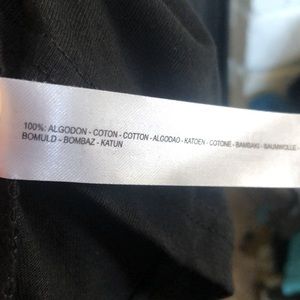 100%: ALGODON - COTON - COTTON - ALGODAO - KATOEN - COTONE - BAMBAKI - BAUMWOLLE -
BOMULD - BOMBAZ - KATUN